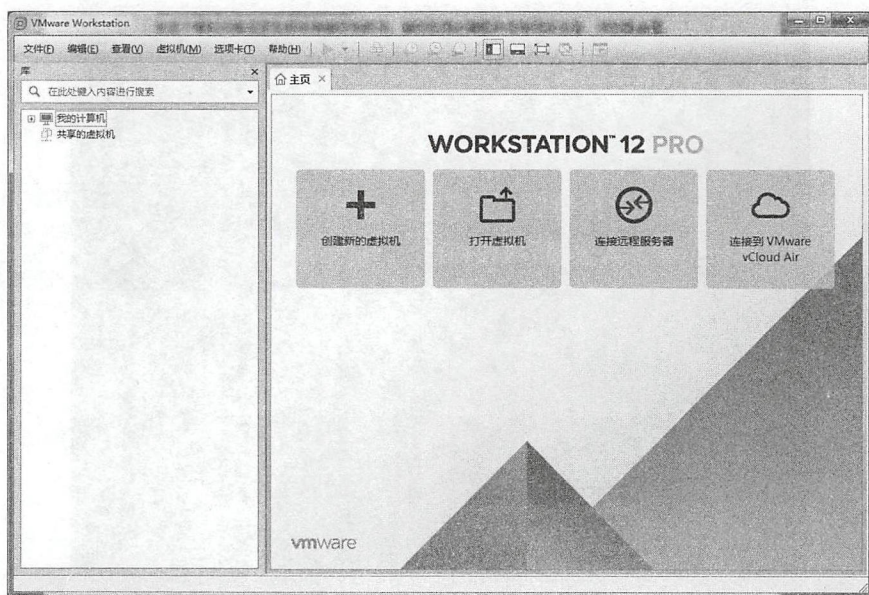 VMware Workstation
文件(F) 编辑(E) 查看(V) 虚拟机(M) 选项卡(T) 帮助(H)
库
在此处键入内容进行搜索
我的计算机
共享的虚拟机
主页
WORKSTATION™ 12 PRO
创建新的虚拟机
打开虚拟机
连接远程服务器
连接到 VMware
vCloud Air
vmware